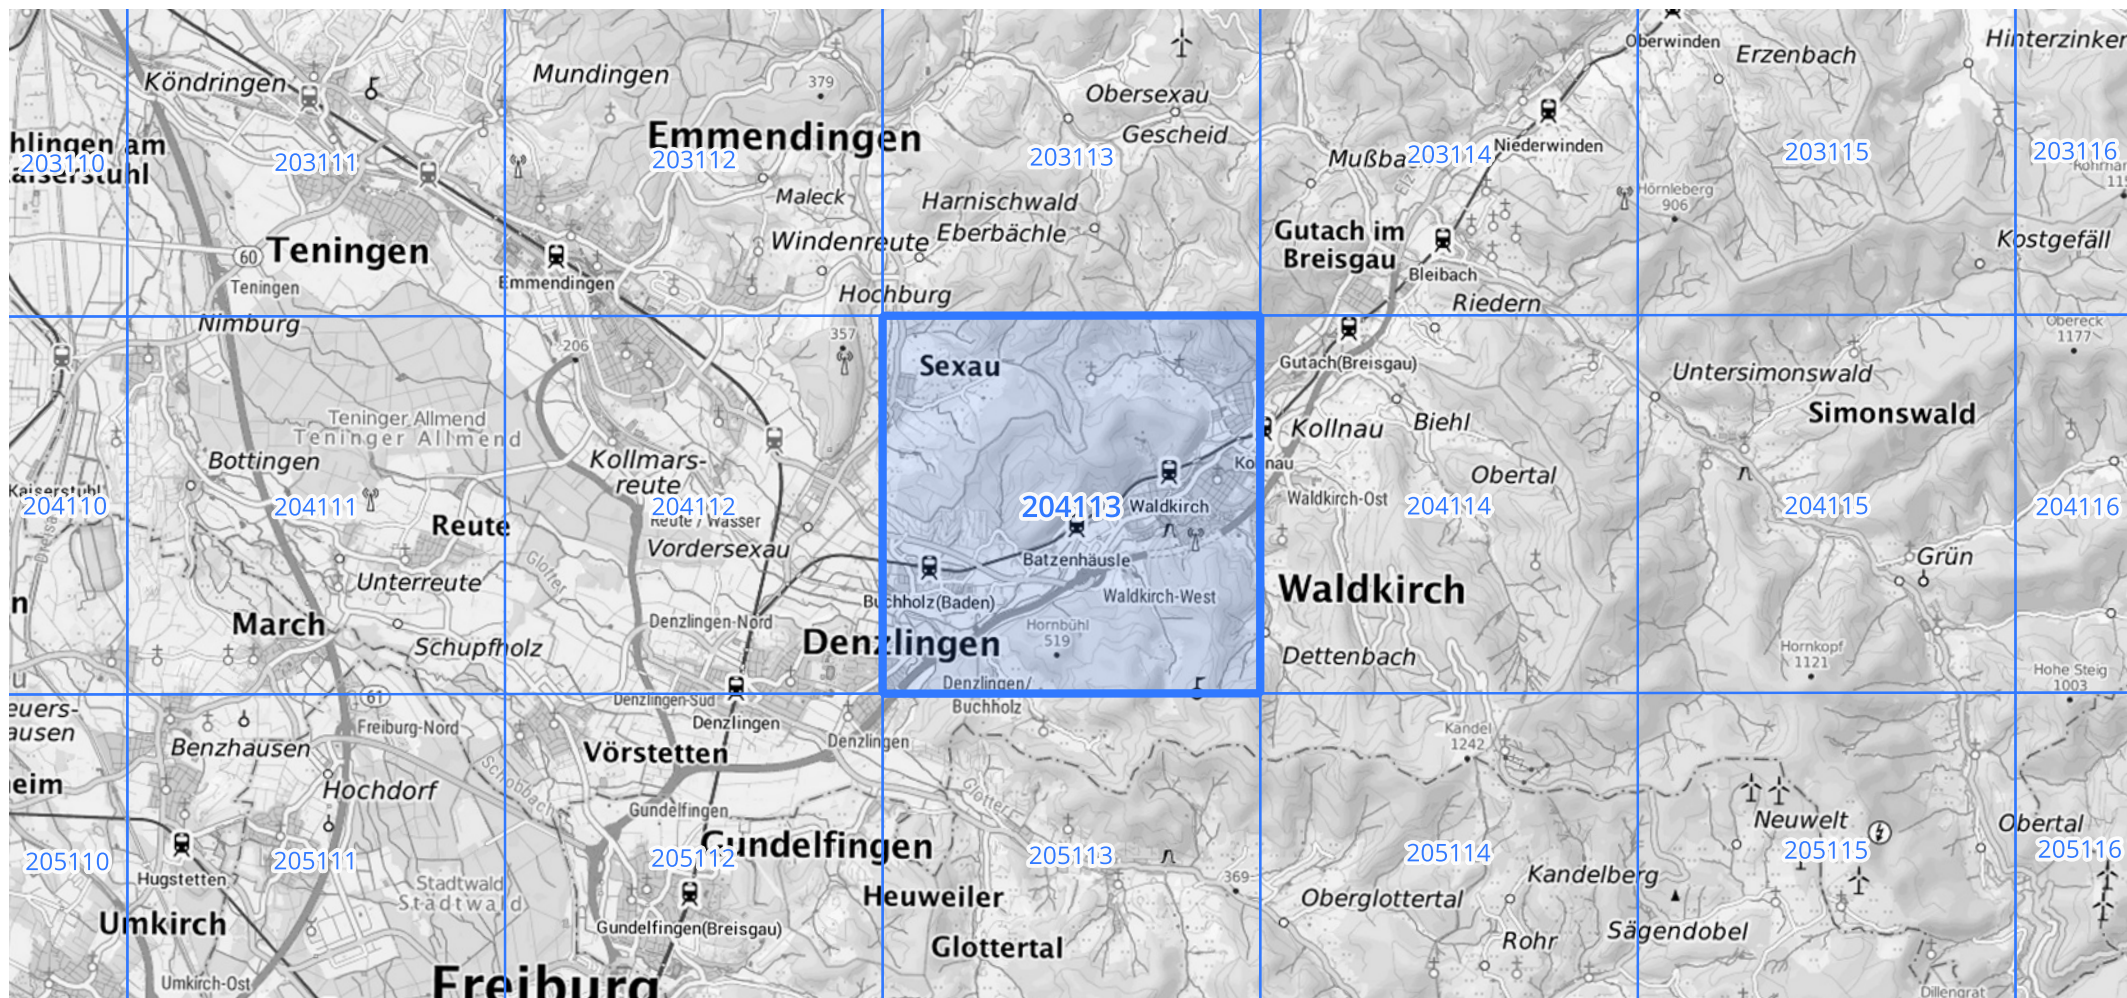 Köndringen
Mundingen
379
Obersexau
Gescheid
Oberwinden
Erzenbach
Hinterzinken
hlingen am
aiserstuhl
203110
203111
Emmendingen
203112
203113
Mußba
203114
Niederwinden
203115
203116
Maleck
Harnischwald
Eberbächle
Hörnleberg
906
Teningen
60
Teningen
Windenreute
Emmendingen
Hochburg
Gutach im
Breisgau
Bleibach
Riedern
Kostgefäll
Nimburg
206
357
Sexau
Gutach(Breisgau)
Untersimonswald
Obereck
1177
Simonswald
Teninger Allmend
Teninger Allmend
Kollnau
Biehl
Bottingen
Kollmars-
reute
Kollnau
Obertal
Kaiserstuhl
204110
204111
204112
204113
Waldkirch
Waldkirch-Ost
204114
204115
204116
Reute
Reute / Wasser
Vordersexau
Batzenhäusle
Grün
Unterreute
Glotter
Buchholz(Baden)
Waldkirch-West
Waldkirch
n
March
Denzlingen-Nord
Hornbühl
519
Denzlingen
Schupfholz
Dettenbach
Hornkopf
1121
Hohe Steig
1003
u
61
Denzlingen-Süd
Denzlingen/
Buchholz
euers-
ausen
Freiburg-Nord
Denzlingen
Denzlingen
Kandel
1242
Benzhausen
Vörstetten
Schobbach
eim
Hochdorf
Gundelfingen
Glotter
Neuwelt
Obertal
Gundelfingen
205110
205111
205112
205113
205114
205115
205116
Hugstetten
Stadtwald
Stadtwald
Heuweiler
369
Kandelberg
Oberglottertal
Umkirch
Gundelfingen(Breisgau)
Glottertal
Rohr
Sägendobel
Umkirch-Ost
Freiburg
Dillengrat